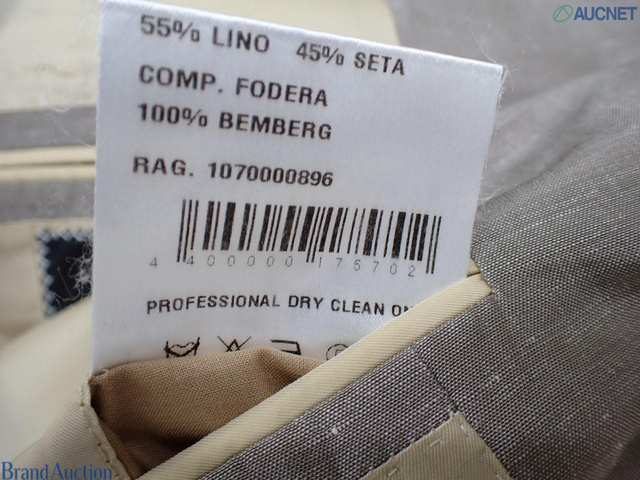 AUCNET
55% LINO 45% SETA
COMP. FODERA
100% BEMBERG
RAG. 1070000896
4 400000 175702
PROFESSIONAL DRY CLEAN
Brand Auction